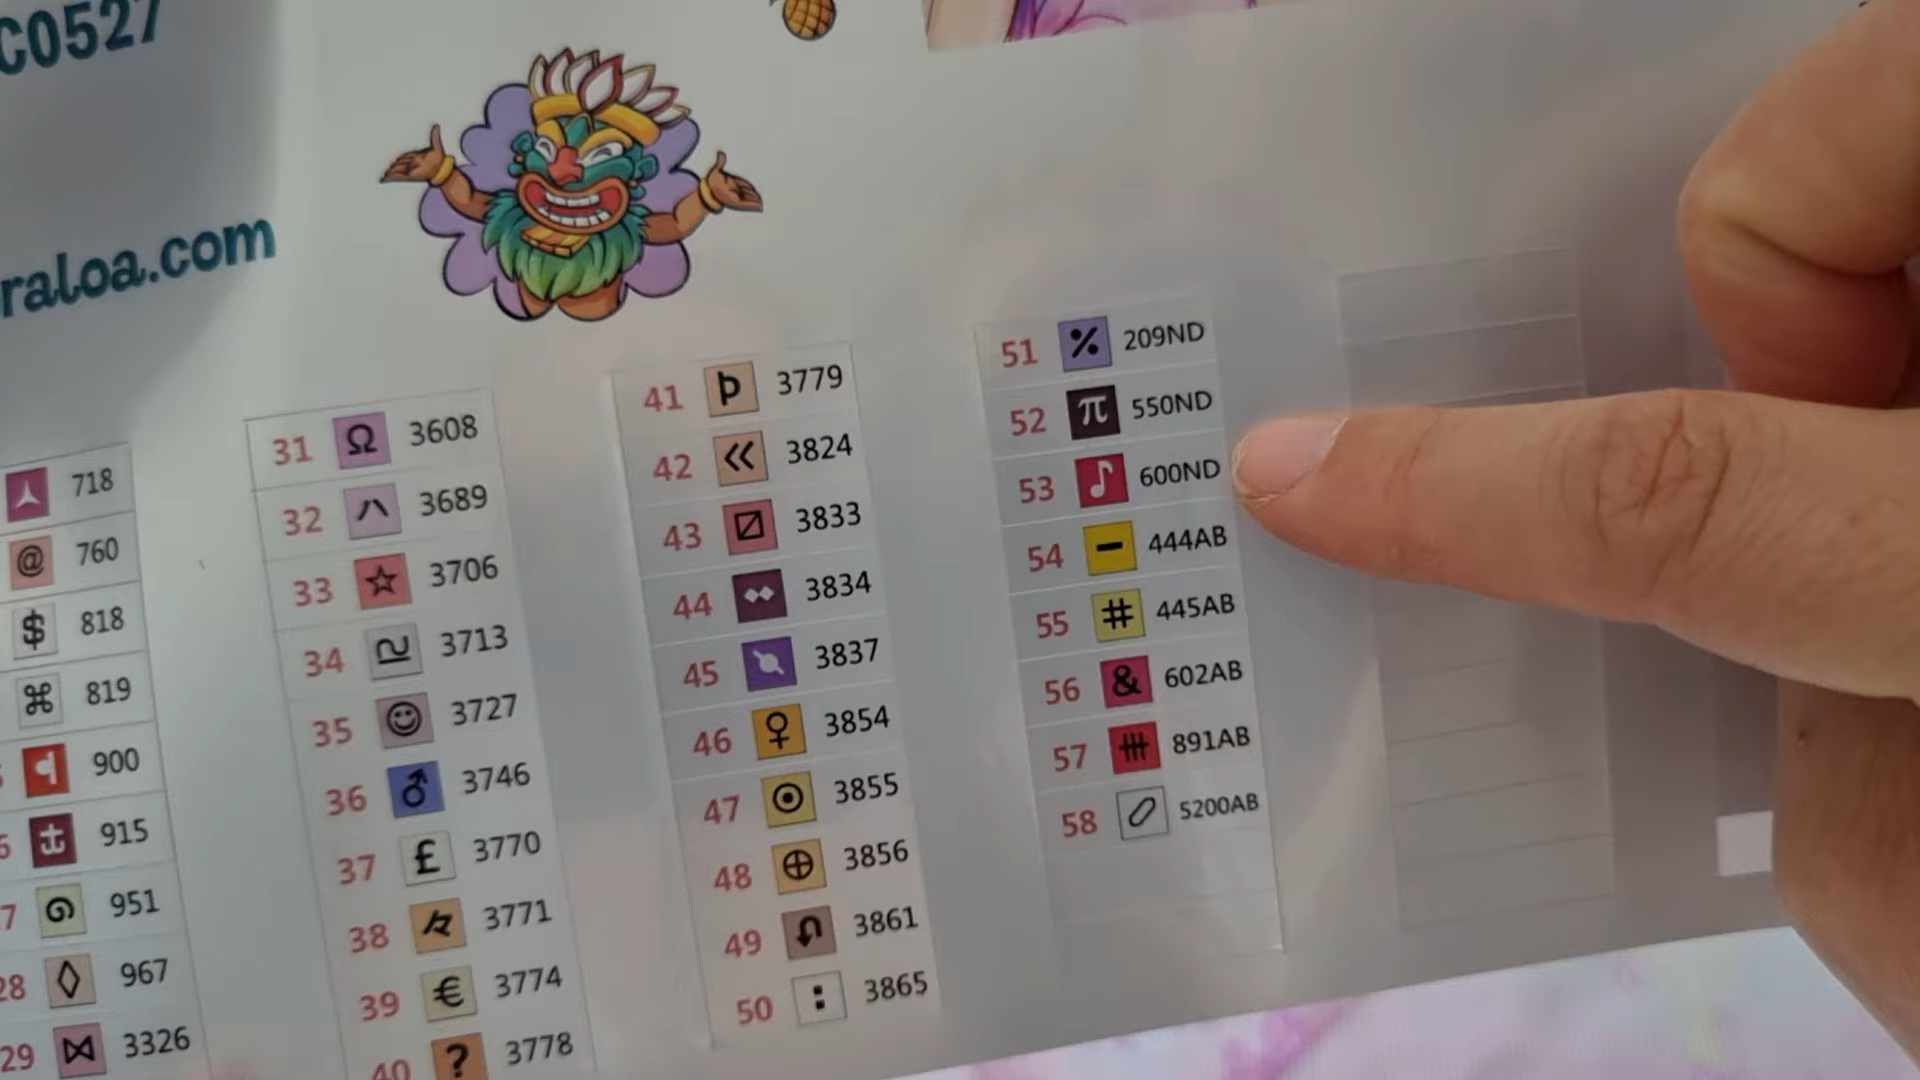 C0527
raloa.com
718
@ 760
$ 818
⌘ 819
900
915
951
28 ◊ 967
29 ⋈ 3326
31 Ω 3608
32 3689
33 ☆ 3706
34 3713
35 ☺ 3727
36 ♂ 3746
37 £ 3770
38 3771
39 € 3774
40 ? 3778
41 Þ 3779
42 « 3824
43 3833
44 3834
45 3837
46 ♀ 3854
47 ⊙ 3855
48 ⊕ 3856
49 3861
50 : 3865
51 % 209ND
52 π 550ND
53 ♪ 600ND
54 - 444AB
55 # 445AB
56 & 602AB
57 891AB
58 5200AB